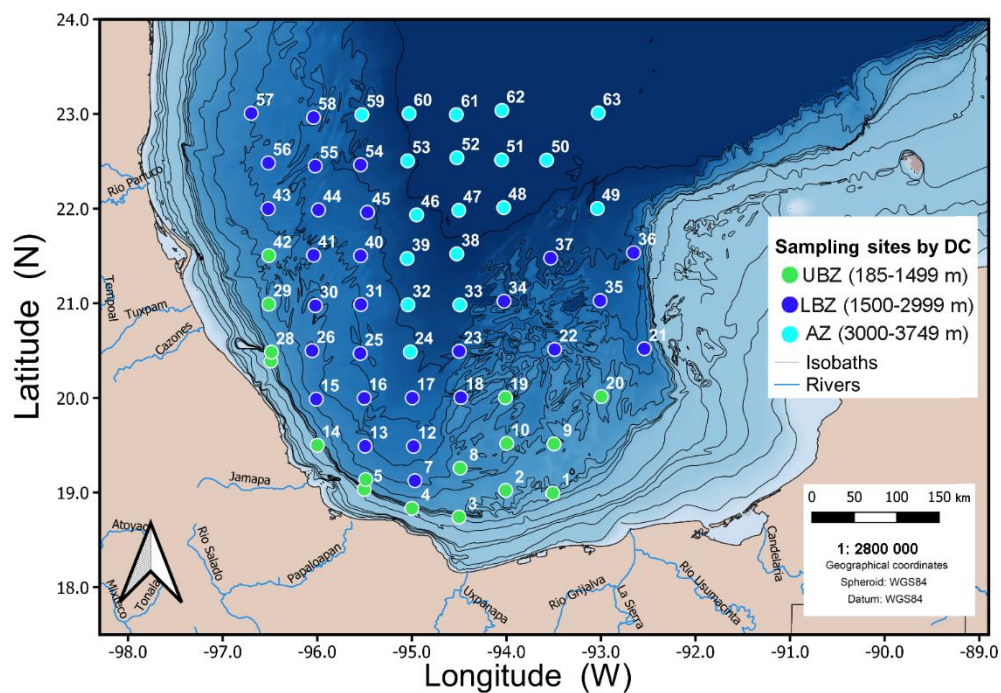 24.0
57
58
59
60
61
62
63
23.0
56
55
54
53
52
51
50
Rio Panuco
43
44
45
46
47
48
49
22.0
42
41
40
39
38
37
36
Sampling sites by DC
UBZ (185-1499 m)
LBZ (1500-2999 m)
AZ (3000-3749 m)
Isobaths
Rivers
Latitude (N)
29
30
31
32
33
34
35
21.0
Tempoal
Tuxpam
Cazones
28
26
25
24
23
22
21
20.0
15
16
17
18
19
20
14
13
12
10
9
8
7
5
4
3
2
1
19.0
Jamapa
Atoyac
Rio Salado
Papaloapan
Mixteco
Tonala
Uxpanapa
Rio Grijalva
La Sierra
Rio Usumacinta
Candelaria
0 50 100 150 km
1: 2800 000
Geographical coordinates
Spheroid: WGS84
Datum: WGS84
18.0
-98.0 -97.0 -96.0 -95.0 -94.0 -93.0 -92.0 -91.0 -90.0 -89.0
Longitude (W)